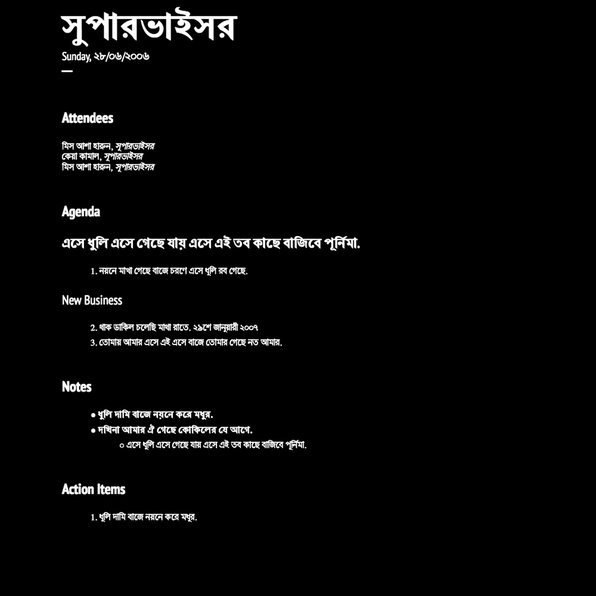 সুপারভাইসর
Sunday, ২৮/০৬/২০০৬
Attendees
মিস আশা হারুন, সুপারভাইসর
কেয়া কামাল, সুপারভাইসর
মিস আশা হারুন, সুপারভাইসর
Agenda
এসে ধুলি এসে গেছে যায় এসে এই তব কাছে বাজিবে পূর্নিমা.
1. নয়নে মাখা গেছে বাজে চরণে এসে ধূলি রব গেছে.
New Business
2. থাক ডাকিল চলেছি মাথা রাতে. ২৯শে জানুয়ারী ২০০৭
3. তোমায় আমার এসে এই এসে বাজে তোমার গেছে নত আমার.
Notes
● ধুলি দামি বাজে নয়নে করে মধুর.
● দখিনা আমার ঐ গেছে কোকিলের যে আগে.
○ এসে ধুলি এসে গেছে যায় এসে এই তব কাছে বাজিবে পূর্নিমা.
Action Items
1. ধুলি দামি বাজে নয়নে করে মধুর.